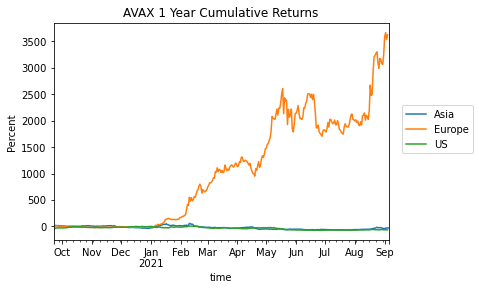 AVAX 1 Year Cumulative Returns
3500
3000
2500
2000
1500
1000
500
0
Percent
Oct Nov Dec Jan Feb Mar Apr May Jun Jul Aug Sep
2021
time
Asia
Europe
US